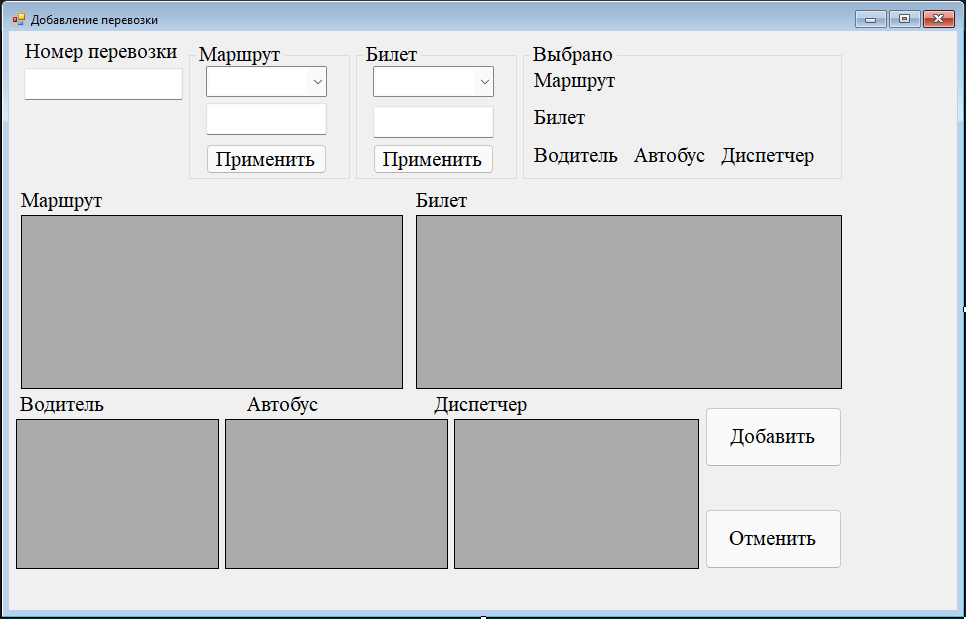 Добавление перевозки
Номер перевозки
Маршрут
Применить
Билет
Применить
Выбрано
Маршрут
Билет
Водитель Автобус Диспетчер
Маршрут
Билет
Водитель
Автобус
Диспетчер
Добавить
Отменить